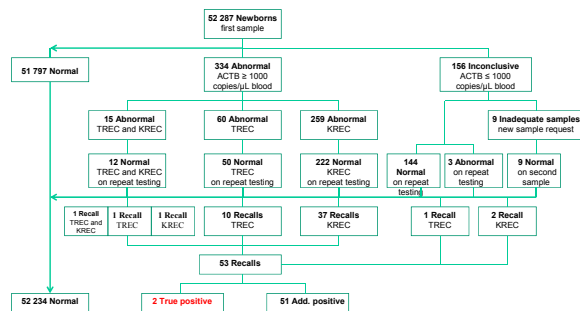 52 287 Newborns
first sample
51 797 Normal
334 Abnormal
ACTB ≥ 1000
copies/µL blood
156 Inconclusive
ACTB ≤ 1000
copies/µL blood
15 Abnormal
TREC and KREC
60 Abnormal
TREC
259 Abnormal
KREC
9 Inadequate samples
new sample request
12 Normal
TREC and KREC
on repeat testing
50 Normal
TREC
on repeat testing
222 Normal
KREC
on repeat testing
144
Normal
on repeat
testing
3 Abnormal
on repeat
testing
9 Normal
on second
sample
1 Recall
TREC and
KREC
1 Recall
TREC
1 Recall
KREC
10 Recalls
TREC
37 Recalls
KREC
1 Recall
TREC
2 Recall
KREC
53 Recalls
52 234 Normal
2 True positive
51 Add. positive